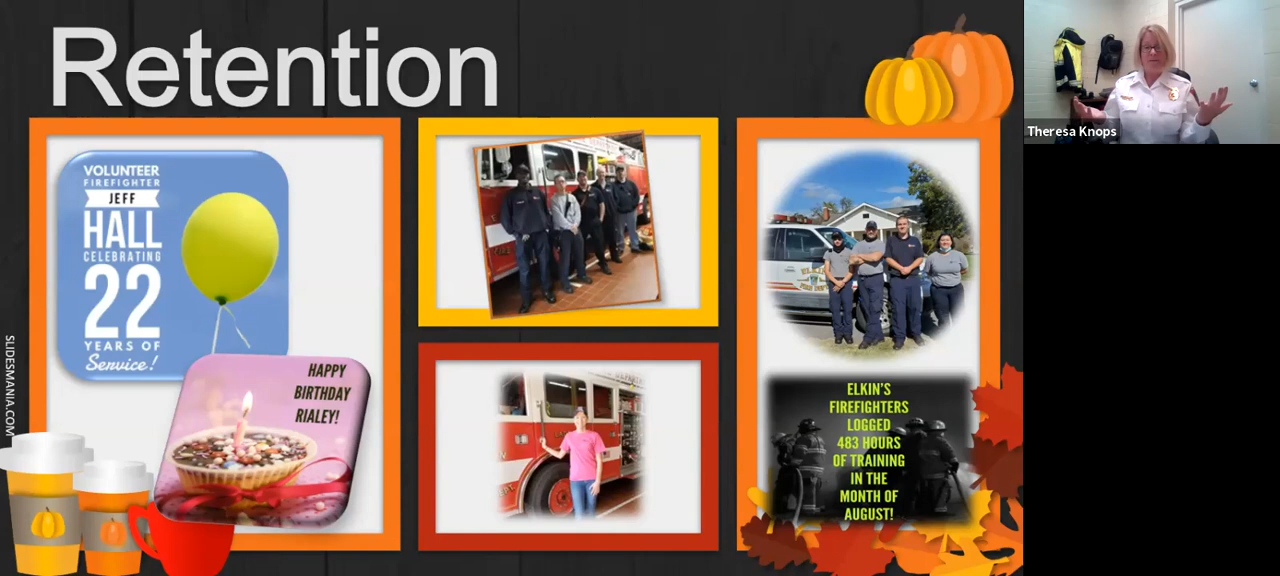 Retention
VOLUNTEER
FIREFIGHTER
JEFF
HALL
CELEBRATING
22
YEARS OF
Service!
HAPPY
BIRTHDAY
RIALEY!
ELKIN'S
FIREFIGHTERS
LOGGED
483 HOURS
OF TRAINING
IN THE
MONTH OF
AUGUST!
SLIDESMANIA.COM
Theresa Knops